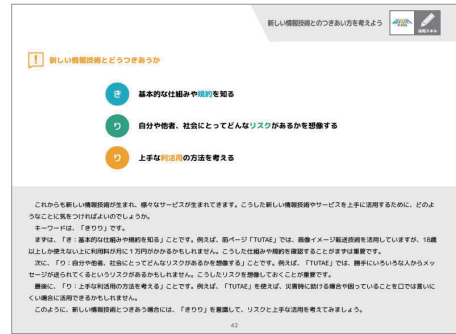 新しい情報技術とのつきあい方を考えよう
新しい情報技術とどうつきあうか
き 基本的な仕組みや規約を知る
り 自分や他者、社会にとってどんなリスクがあるかを想像する
り 上手な利活用の方法を考える
これからも新しい情報技術が生まれ、様々なサービスが生まれてきます。こうした新しい情報技術やサービスを上手に活用するために、どのよ
うなことに気をつければよいのでしょうか。
キーワードは、「きりり」です。
まずは、「き：基本的な仕組みや規約を知る」ことです。例えば、前ページ「TUTAE」では、画像イメージ転送技術を活用していますが、18歳
以上しか使えない上に利用料が月に１万円がかかるかもしれません。こうした仕組みや規約を確認することがまずは重要です。
次に、「り：自分や他者、社会にとってどんなリスクがあるかを想像する」ことです。例えば、「TUTAE」では、勝手にいろいろな人からメッ
セージが送られてくるというリスクがあるかもしれません。こうしたリスクを想像しておくことが重要です。
最後に、「り：上手な利活用の方法を考える」ことです。例えば、「TUTAE」を使えば、災害時に助ける場合や困っていることを口では言いに
くい場合に活用できるかもしれません。
このように、新しい情報技術とつきあう場合には、「きりり」を意識して、リスクと上手な活用を考えてみましょう。
42